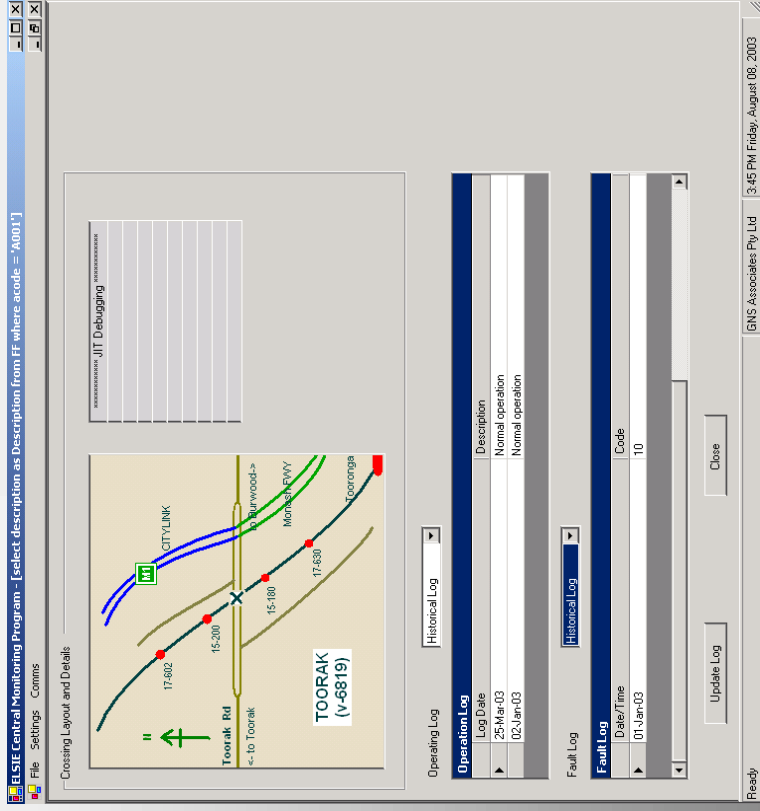 ELSIE Central Monitoring Program - [select description as Description from FF where acode = 'A001']
File Settings Comms
Crossing Layout and Details
N
M1
CITYLINK
17-602
15-200
Toorak Rd
<- to Toorak
to Burwood->
15-180
Monash FWY
17-630
Tooronga
TOORAK
(v-6819)
************ JIT Debugging ************
Operating Log
Historical Log
Operation Log
Log Date Description
25-Mar-03 Normal operation
02-Jan-03 Normal operation
Fault Log
Historical Log
Fault Log
Date/Time Code
01-Jan-03 10
Update Log Close
Ready GNS Associates Pty Ltd 3:45 PM Friday, August 08, 2003